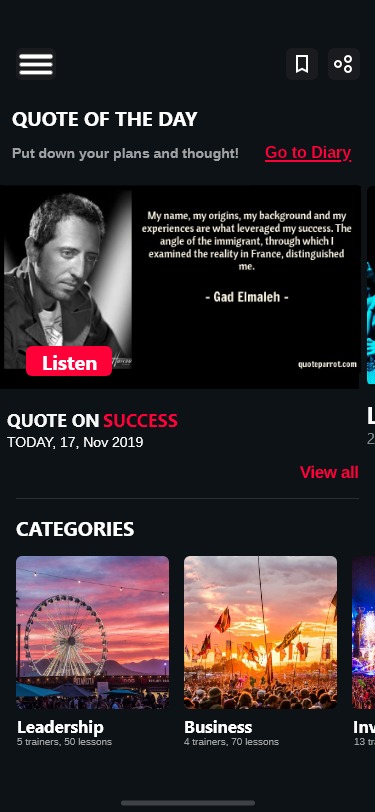 QUOTE OF THE DAY
Put down your plans and thought!
Go to Diary
My name, my origins, my background and my
experiences are what leveraged my success. The
angle of the immigrant, through which I
examined the reality in France, distinguished
me.
- Gad Elmaleh -
Listen
quoteparrot.com
QUOTE ON SUCCESS
TODAY, 17, Nov 2019
L
2
View all
CATEGORIES
Leadership
5 trainers, 50 lessons
Business
4 trainers, 70 lessons
Inv
13 tr